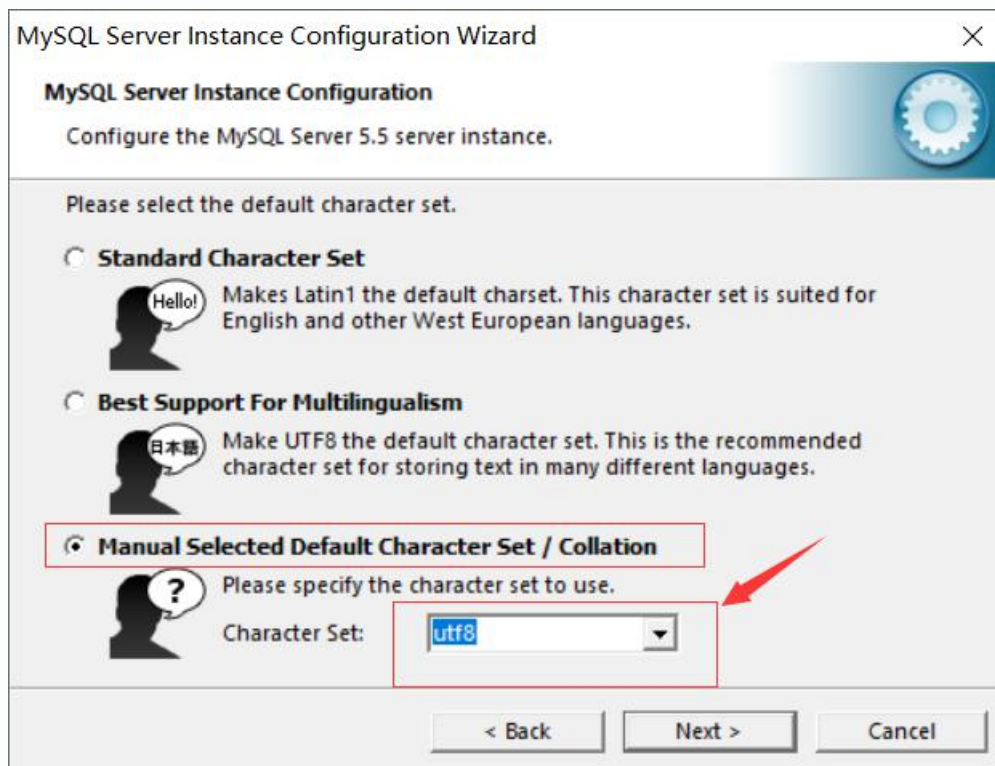 MySQL Server Instance Configuration Wizard
MySQL Server Instance Configuration
Configure the MySQL Server 5.5 server instance.
Please select the default character set.
Standard Character Set
Hello!
Makes Latin1 the default charset. This character set is suited for
English and other West European languages.
Best Support For Multilingualism
日本語
Make UTF8 the default character set. This is the recommended
character set for storing text in many different languages.
Manual Selected Default Character Set / Collation
?
Please specify the character set to use.
Character Set:
utf8
< Back
Next >
Cancel